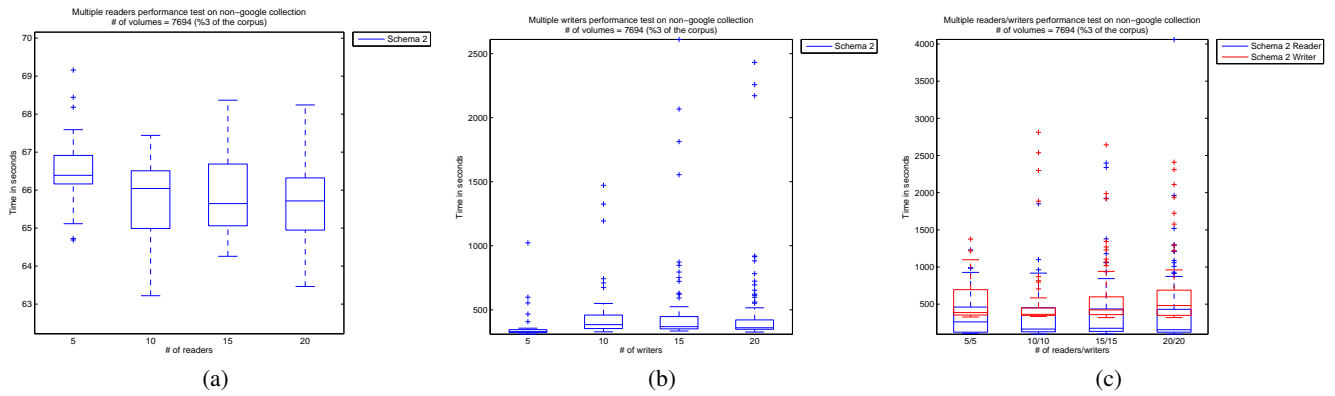 Multiple readers performance test on non−google collection
# of volumes = 7694 (%3 of the corpus)
70
69
68
67
66
65
64
63
Time in seconds
5 10 15 20
# of readers
Schema 2
(a)
Multiple writers performance test on non−google collection
# of volumes = 7694 (%3 of the corpus)
2500
2000
1500
1000
500
Time in seconds
5 10 15 20
# of writers
Schema 2
(b)
Multiple readers/writers performance test on non−google collection
# of volumes = 7694 (%3 of the corpus)
4000
3500
3000
2500
2000
1500
1000
500
Time in seconds
5/5 10/10 15/15 20/20
# of readers/writers
Schema 2 Reader
Schema 2 Writer
(c)